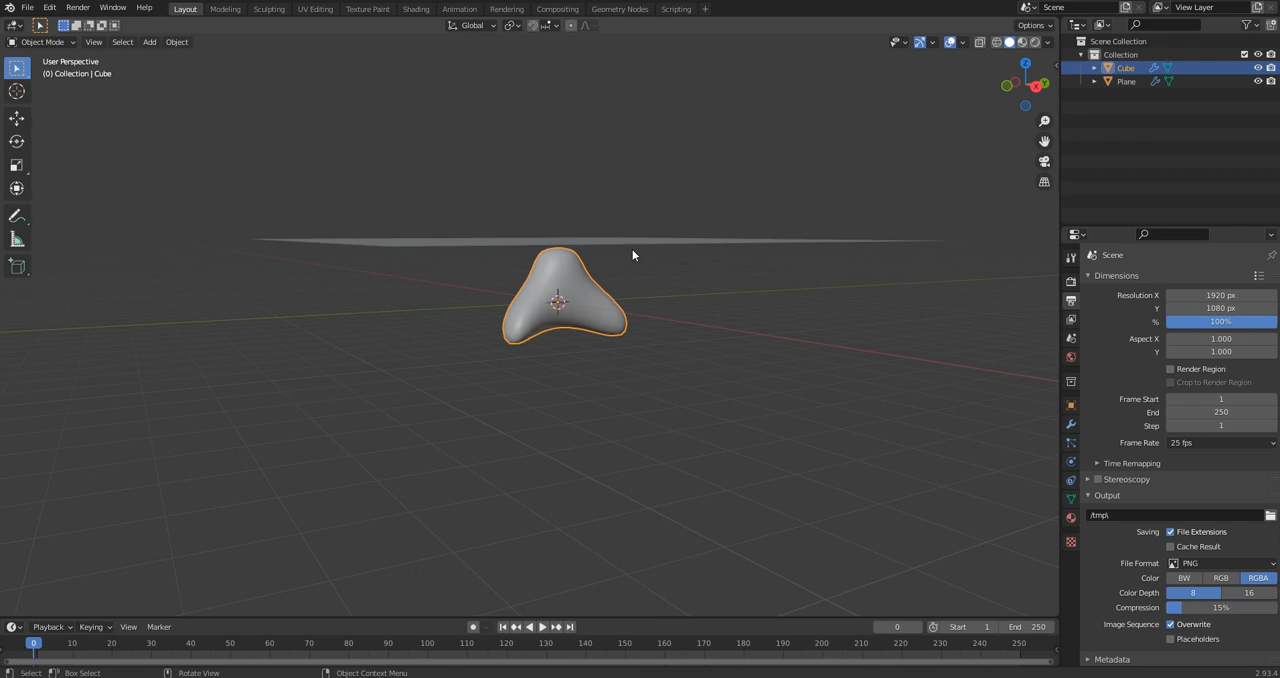 File Edit Render Window Help Layout Modeling Sculpting UV Editing Texture Paint Shading Animation Rendering Compositing Geometry Nodes Scripting + Scene View Layer
Global Options
Object Mode View Select Add Object
User Perspective
(0) Collection | Cube
Z
Y
X
Scene Collection
Collection
Cube
Plane
Scene
Dimensions
Resolution X 1920 px
Y 1080 px
% 100%
Aspect X 1.000
Y 1.000
Render Region
Crop to Render Region
Frame Start 1
End 250
Step 1
Frame Rate 25 fps
Time Remapping
Stereoscopy
Output
/tmp\
Saving File Extensions
Cache Result
File Format PNG
Color BW RGB RGBA
Color Depth 8 16
Compression 15%
Image Sequence Overwrite
Placeholders
Metadata
Playback Keying View Marker 0 Start 1 End 250
0 10 20 30 40 50 60 70 80 90 100 110 120 130 140 150 160 170 180 190 200 210 220 230 240 250
Select Box Select Rotate View Object Context Menu 2.93.4